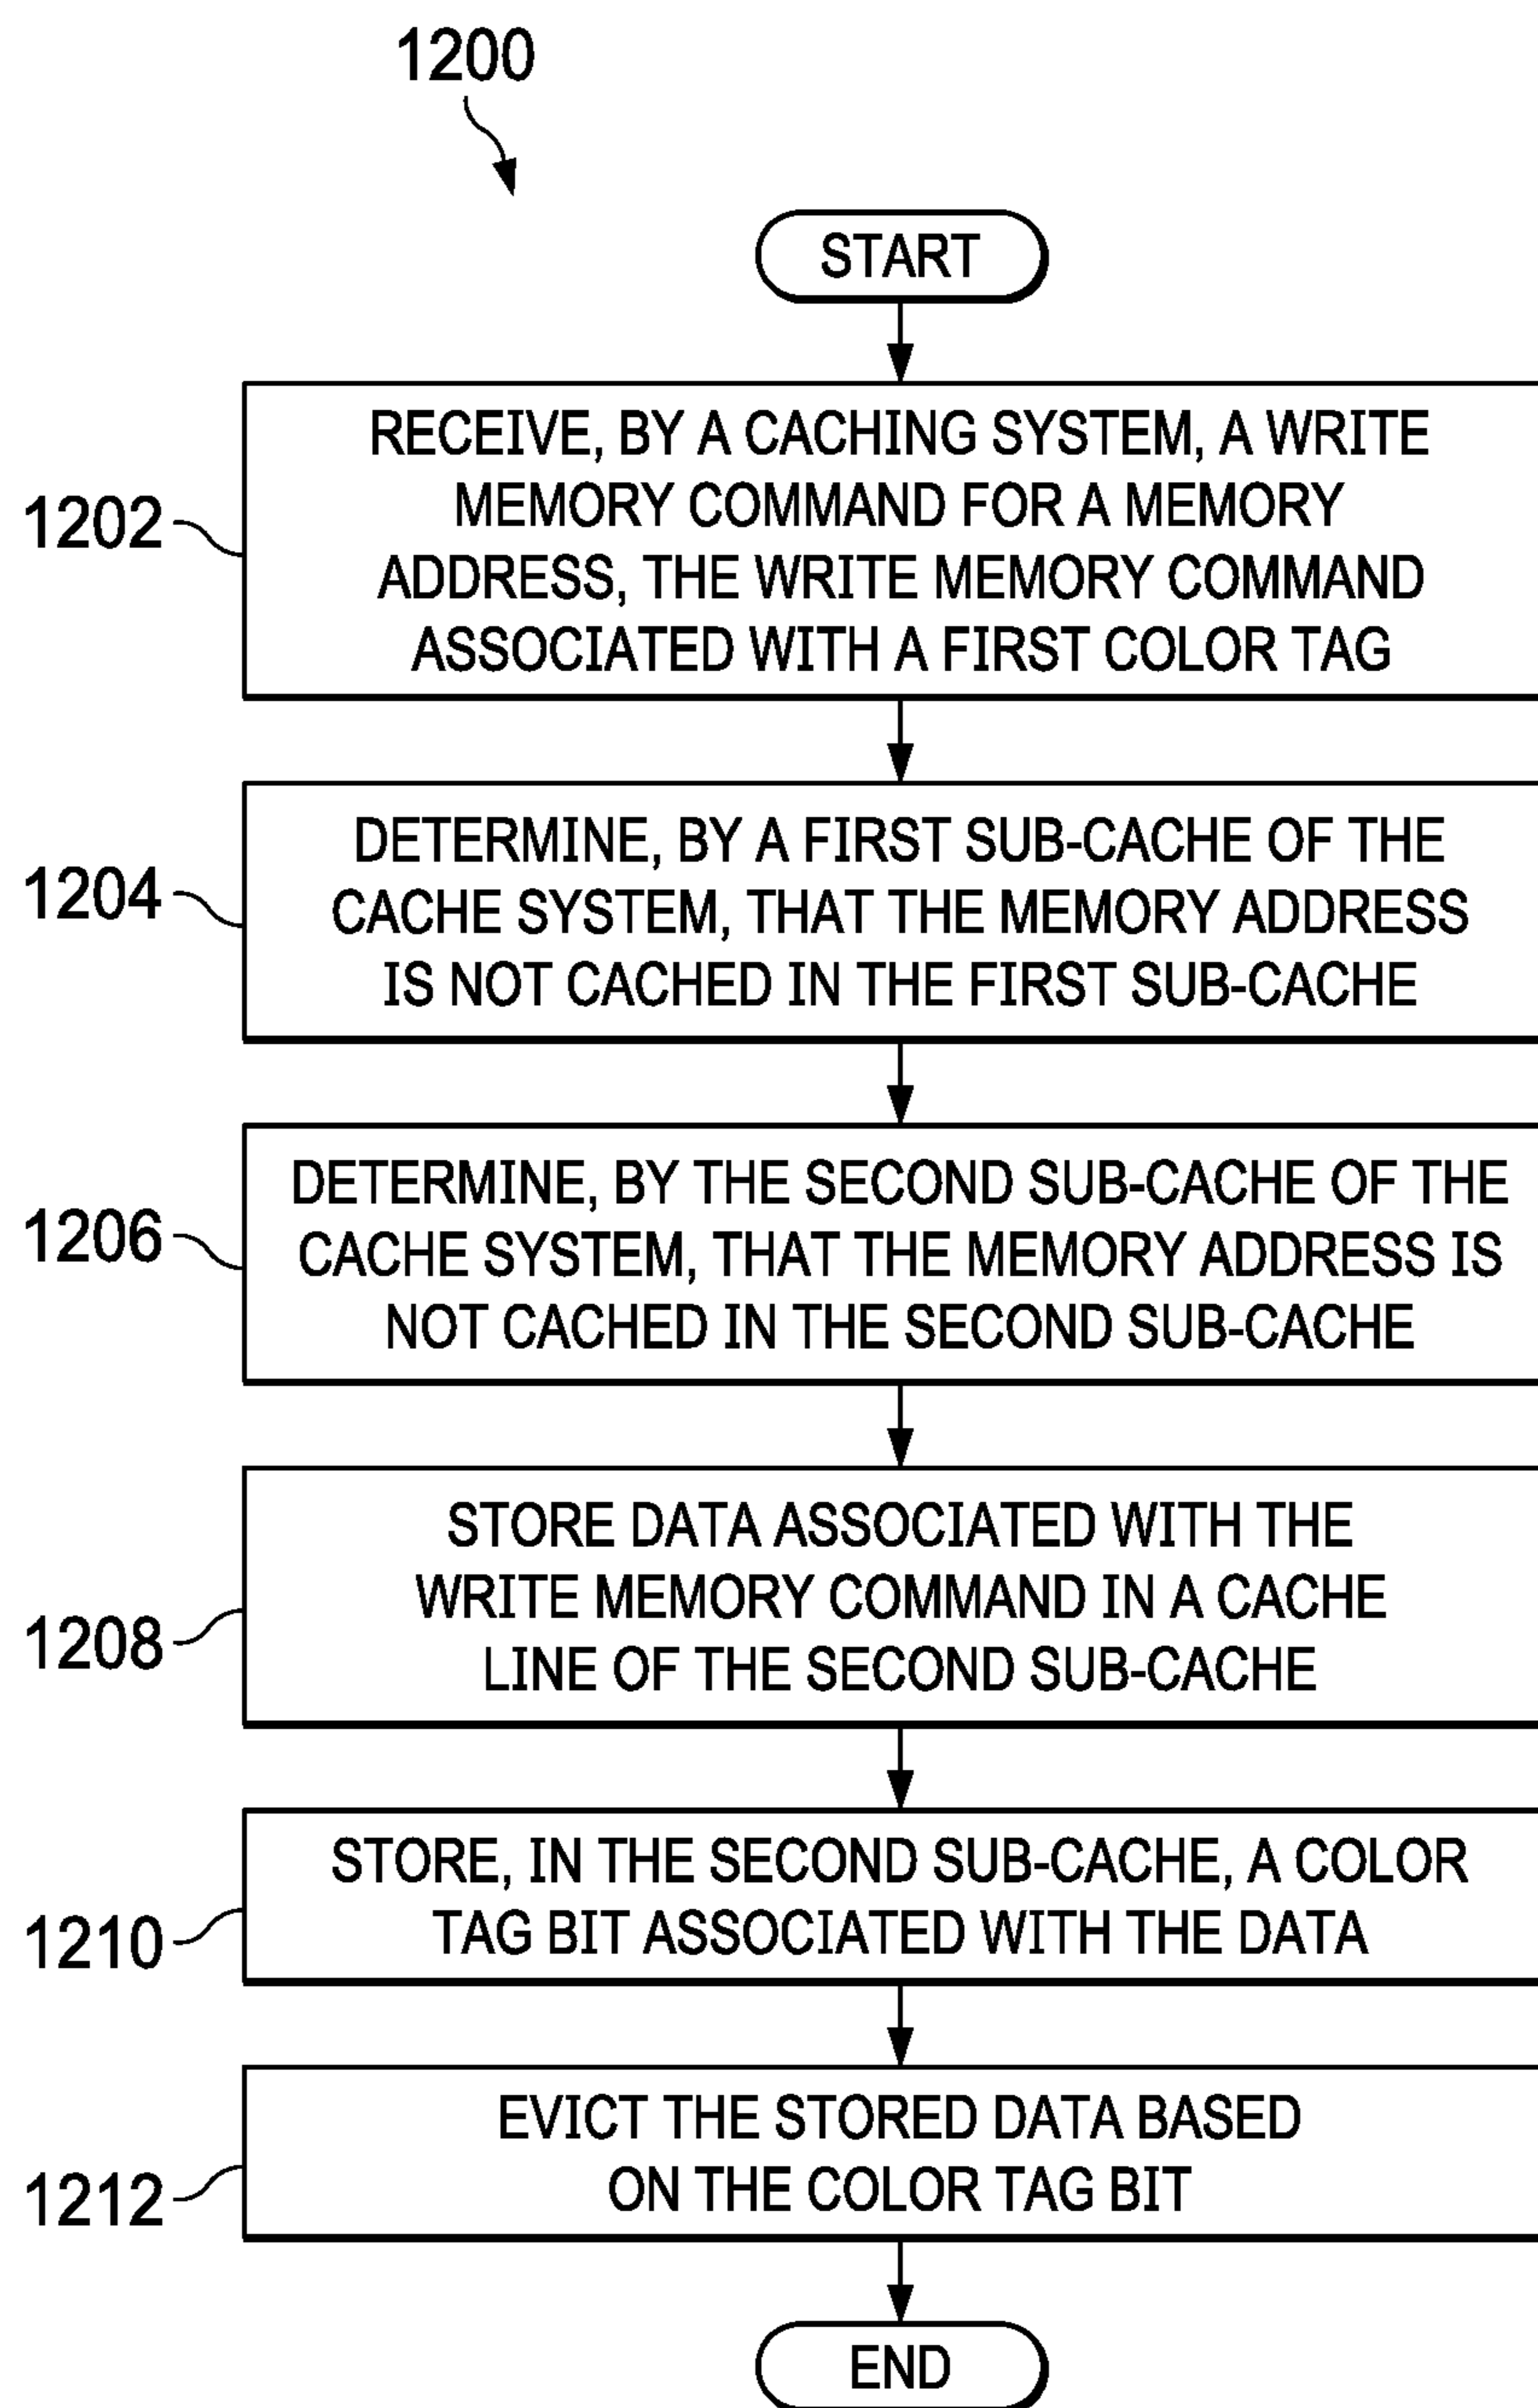 1200
START
1202
RECEIVE, BY A CACHING SYSTEM, A WRITE
MEMORY COMMAND FOR A MEMORY
ADDRESS, THE WRITE MEMORY COMMAND
ASSOCIATED WITH A FIRST COLOR TAG
1204
DETERMINE, BY A FIRST SUB-CACHE OF THE
CACHE SYSTEM, THAT THE MEMORY ADDRESS
IS NOT CACHED IN THE FIRST SUB-CACHE
1206
DETERMINE, BY THE SECOND SUB-CACHE OF THE
CACHE SYSTEM, THAT THE MEMORY ADDRESS IS
NOT CACHED IN THE SECOND SUB-CACHE
1208
STORE DATA ASSOCIATED WITH THE
WRITE MEMORY COMMAND IN A CACHE
LINE OF THE SECOND SUB-CACHE
1210
STORE, IN THE SECOND SUB-CACHE, A COLOR
TAG BIT ASSOCIATED WITH THE DATA
1212
EVICT THE STORED DATA BASED
ON THE COLOR TAG BIT
END